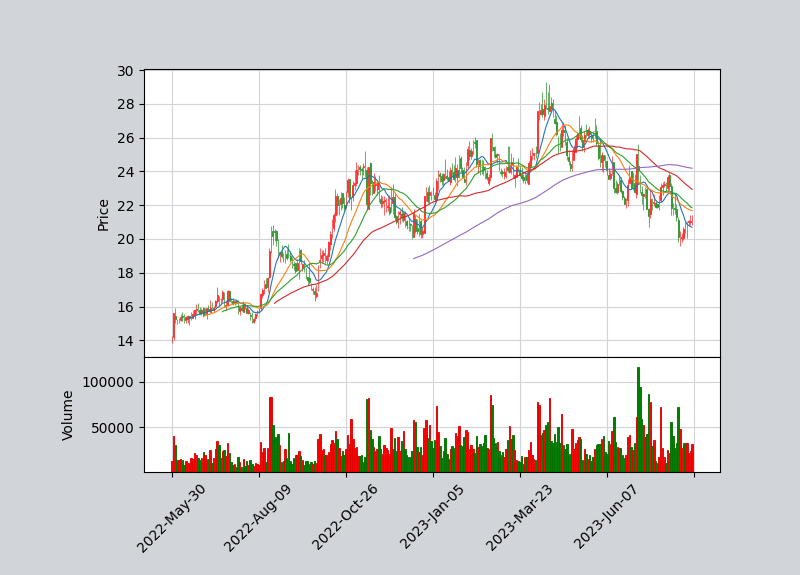 30
28
26
24
22
20
18
16
14
Price
100000
50000
Volume
2022-May-30
2022-Aug-09
2022-Oct-26
2023-Jan-05
2023-Mar-23
2023-Jun-07